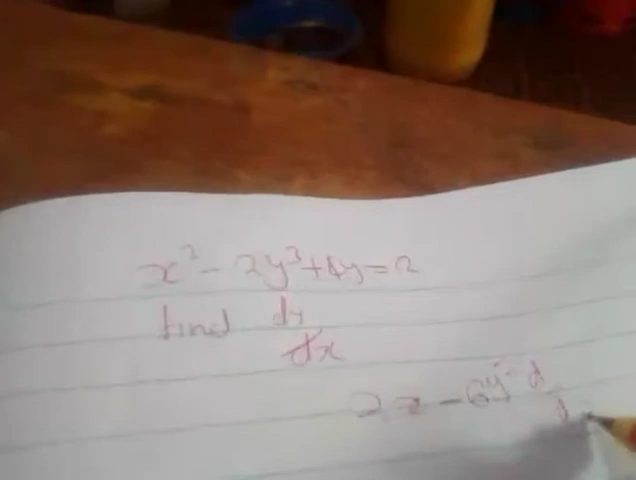 x² - 2y³ + 4y = 2
find dy/dx
2x - 6y² d